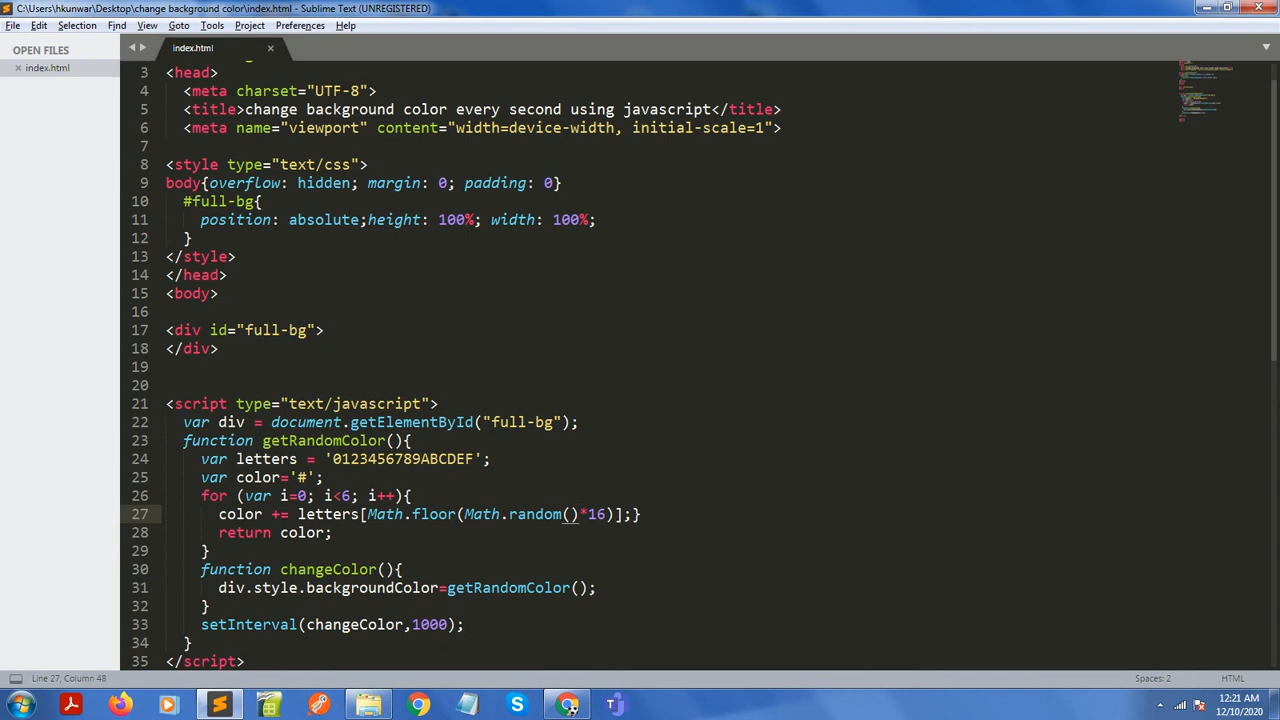 C:\Users\hkunwar\Desktop\change background color\index.html - Sublime Text (UNREGISTERED)
File Edit Selection Find View Goto Tools Project Preferences Help
OPEN FILES
index.html
index.html
3 <head>
4 <meta charset="UTF-8">
5 <title>change background color every second using javascript</title>
6 <meta name="viewport" content="width=device-width, initial-scale=1">
7
8 <style type="text/css">
9 body{overflow: hidden; margin: 0; padding: 0}
10 #full-bg{
11 position: absolute;height: 100%; width: 100%;
12 }
13 </style>
14 </head>
15 <body>
16
17 <div id="full-bg">
18 </div>
19
20
21 <script type="text/javascript">
22 var div = document.getElementById("full-bg");
23 function getRandomColor(){
24 var letters = '0123456789ABCDEF';
25 var color='#';
26 for (var i=0; i<6; i++){
27 color += letters[Math.floor(Math.random()*16)];}
28 return color;
29 }
30 function changeColor(){
31 div.style.backgroundColor=getRandomColor();
32 }
33 setInterval(changeColor,1000);
34 }
35 </script>
Line 27, Column 48
Spaces: 2
HTML
12:21 AM
12/10/2020